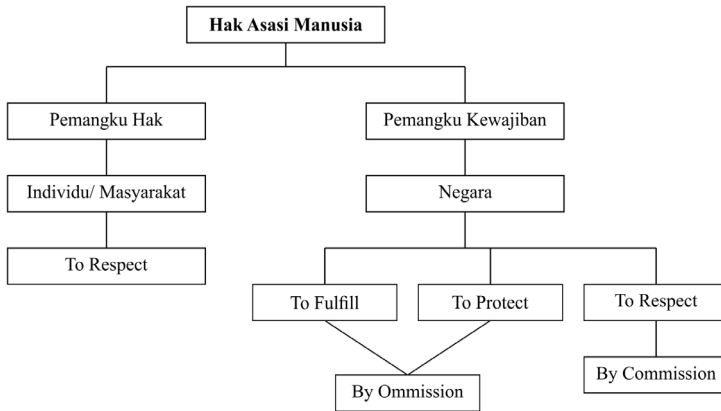 Hak Asasi Manusia
Pemangku Hak
Pemangku Kewajiban
Individu/ Masyarakat
Negara
To Respect
To Fulfill
To Protect
To Respect
By Ommission
By Commission